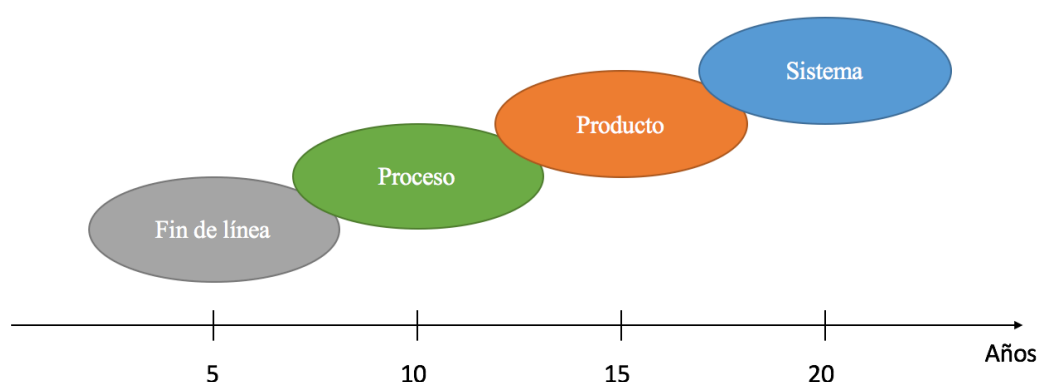 Sistema
Producto
Proceso
Fin de línea
5 10 15 20
Años